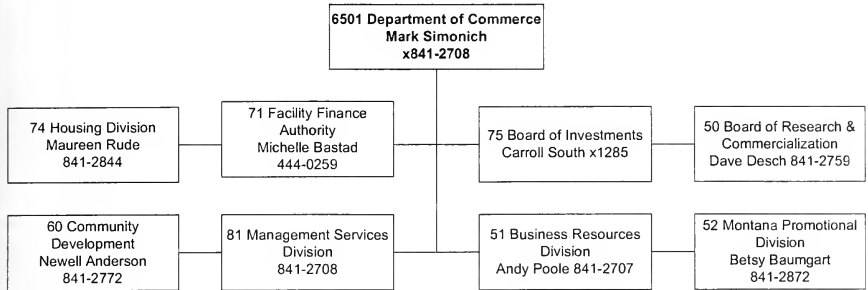 6501 Department of Commerce
Mark Simonich
x841-2708
74 Housing Division
Maureen Rude
841-2844
71 Facility Finance
Authority
Michelle Bastad
444-0259
75 Board of Investments
Carroll South x1285
50 Board of Research &
Commercialization
Dave Desch 841-2759
60 Community
Development
Newell Anderson
841-2772
81 Management Services
Division
841-2708
51 Business Resources
Division
Andy Poole 841-2707
52 Montana Promotional
Division
Betsy Baumgart
841-2872